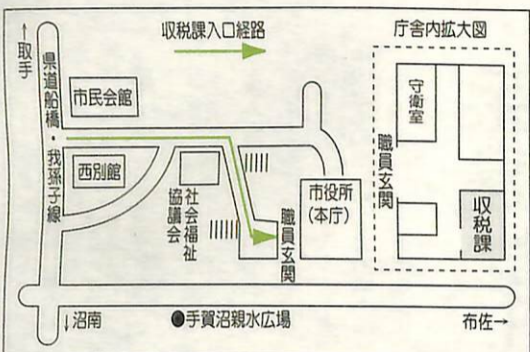 収税課入口経路
庁舎内拡大図
↑取手
県道船橋・我孫子線
市民会館
西別館
社会福祉
協議会
職員玄関
市役所
(本庁)
守衛室
職員玄関
収税課
↓沼南
●手賀沼親水広場
布佐→